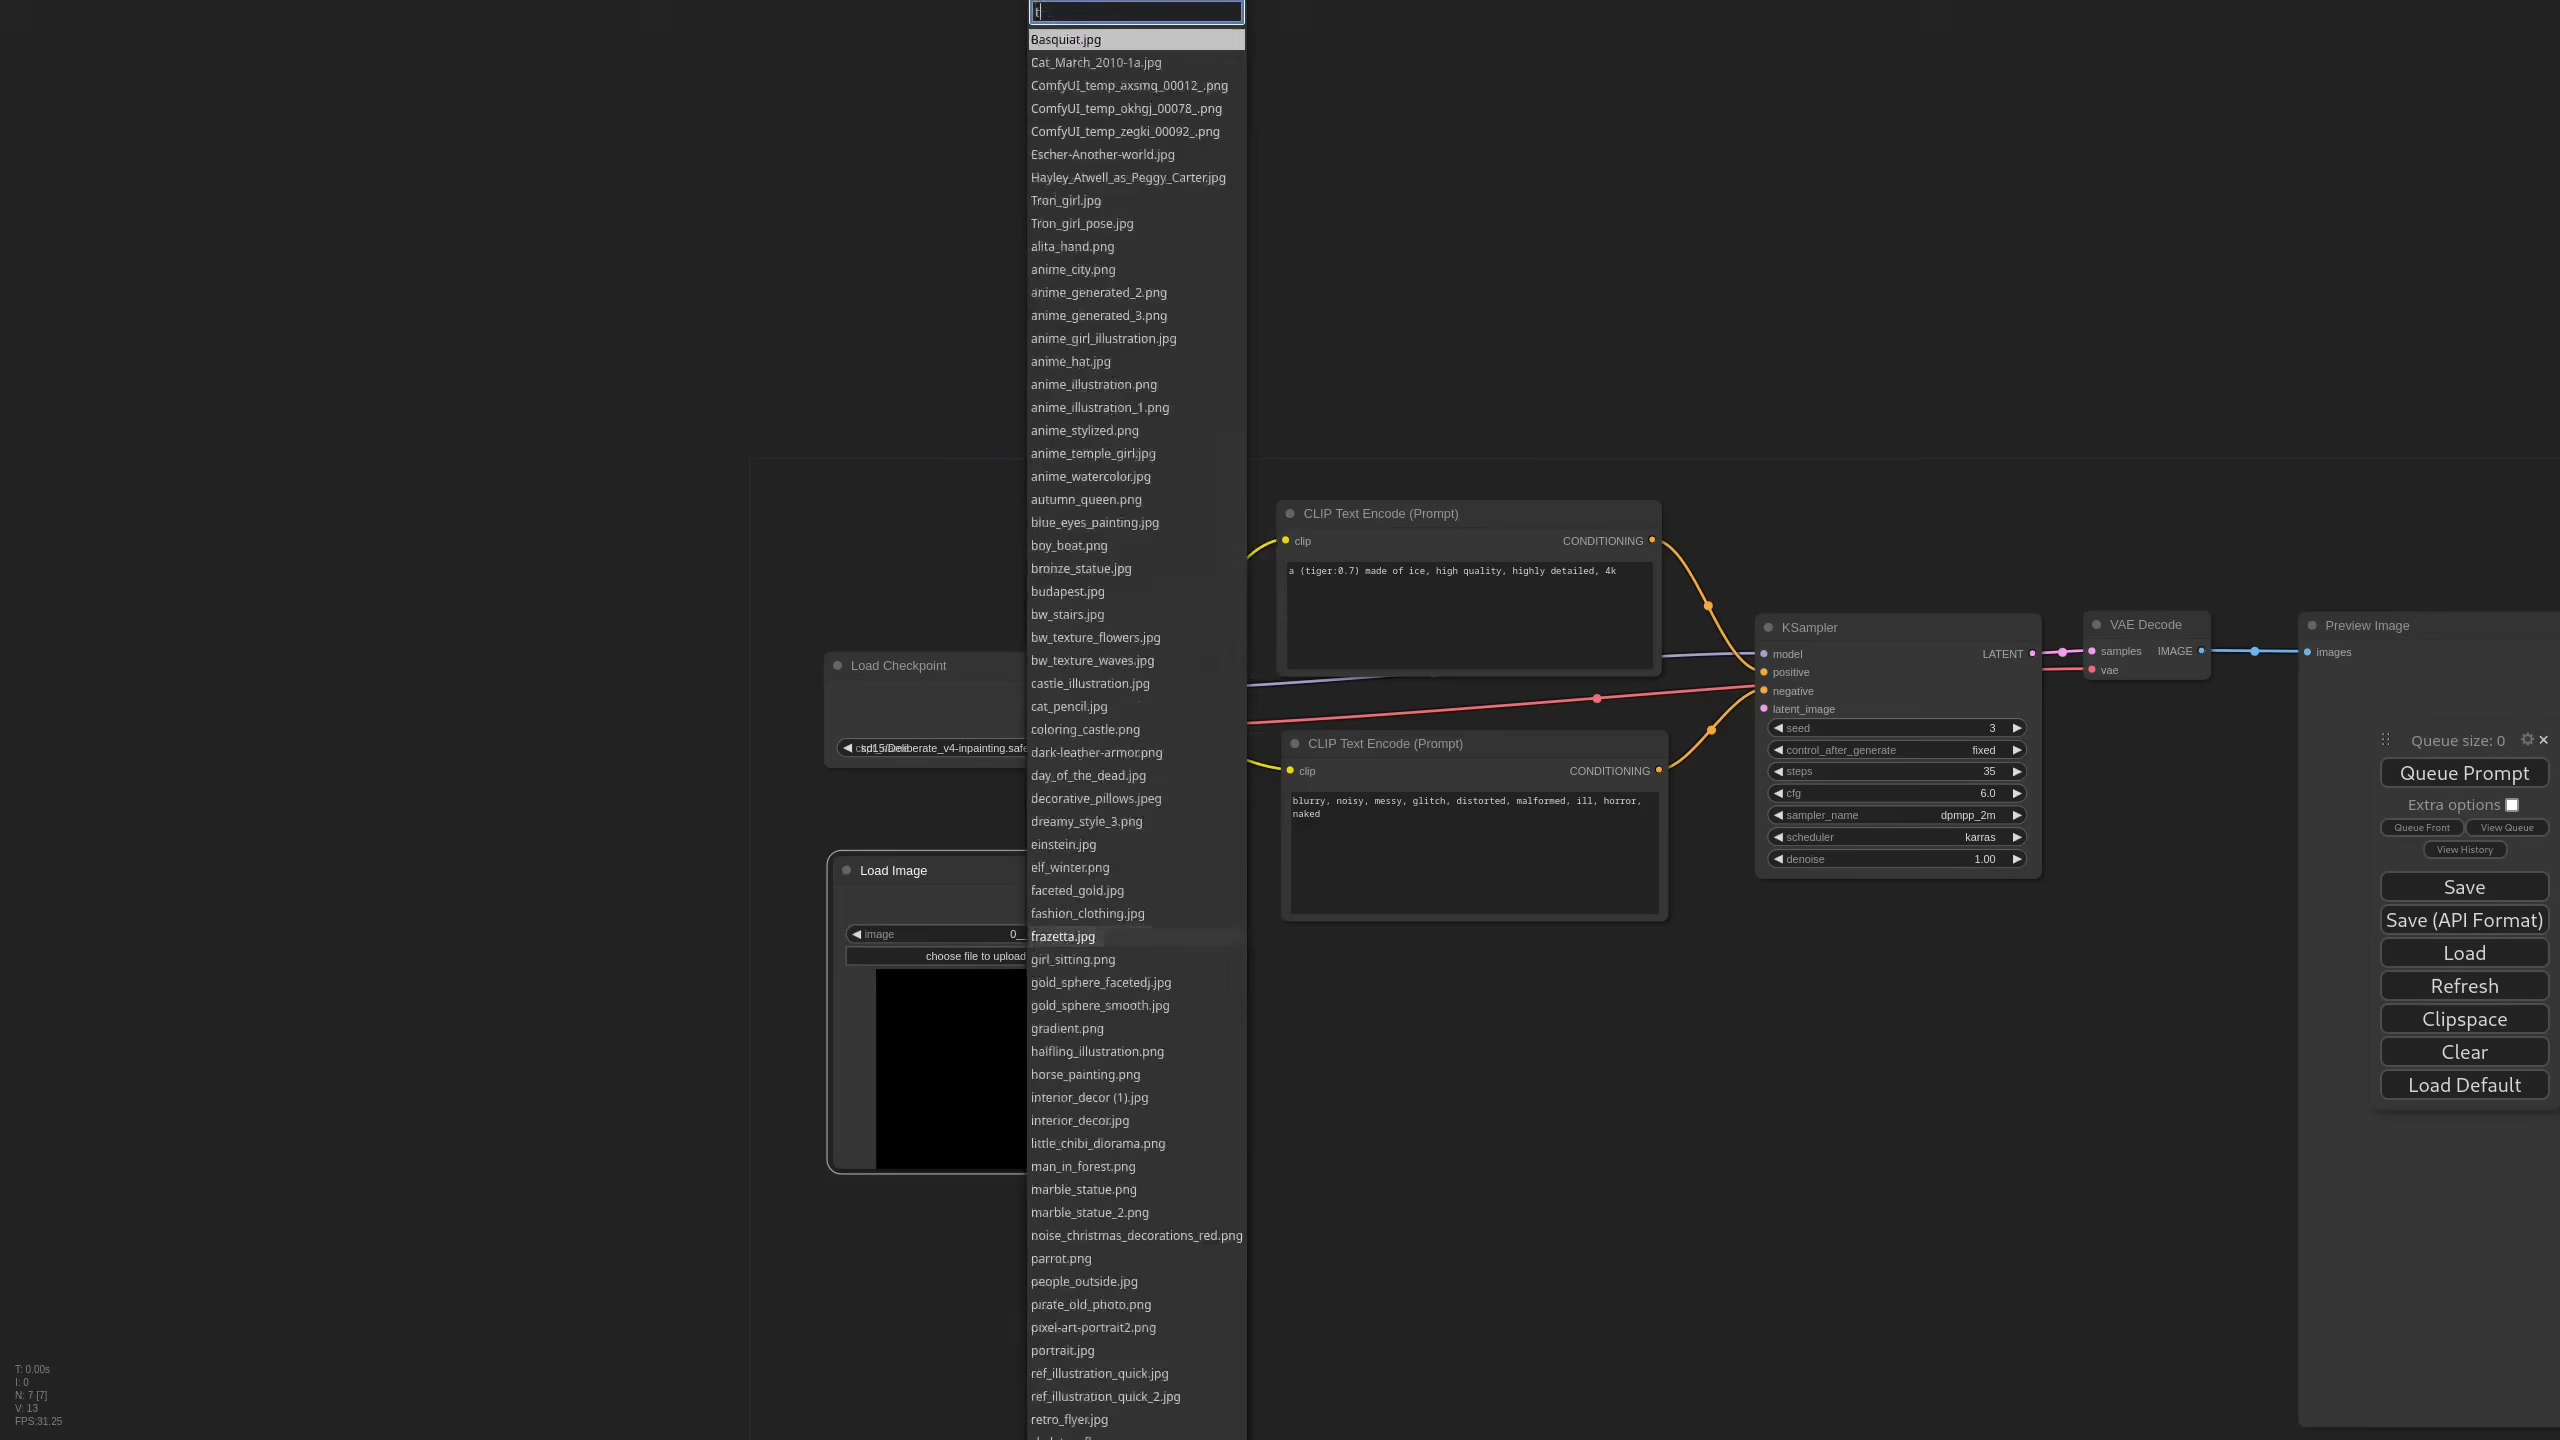 t
Basquiat.jpg
Cat_March_2010-1a.jpg
ComfyUI_temp_axsmq_00012_.png
ComfyUI_temp_okhgj_00078_.png
ComfyUI_temp_zegki_00092_.png
Escher-Another-world.jpg
Hayley_Atwell_as_Peggy_Carter.jpg
Tron_girl.jpg
Tron_girl_pose.jpg
alita_hand.png
anime_city.png
anime_generated_2.png
anime_generated_3.png
anime_girl_illustration.jpg
anime_hat.jpg
anime_illustration.png
anime_illustration_1.png
anime_stylized.png
anime_temple_girl.jpg
anime_watercolor.jpg
autumn_queen.png
blue_eyes_painting.jpg
boy_boat.png
bronze_statue.jpg
budapest.jpg
bw_stairs.jpg
bw_texture_flowers.jpg
bw_texture_waves.jpg
castle_illustration.jpg
cat_pencil.jpg
coloring_castle.png
dark-leather-armor.png
day_of_the_dead.jpg
decorative_pillows.jpeg
dreamy_style_3.png
einstein.jpg
elf_winter.png
faceted_gold.jpg
fashion_clothing.jpg
frazetta.jpg
girl_sitting.png
gold_sphere_facetedj.jpg
gold_sphere_smooth.jpg
gradient.png
halfling_illustration.png
horse_painting.png
interior_decor (1).jpg
interior_decor.jpg
little_chibi_diorama.png
man_in_forest.png
marble_statue.png
marble_statue_2.png
noise_christmas_decorations_red.png
parrot.png
people_outside.jpg
pirate_old_photo.png
pixel-art-portrait2.png
portrait.jpg
ref_illustration_quick.jpg
ref_illustration_quick_2.jpg
retro_flyer.jpg
Load Checkpoint
sd15/Deliberate_v4-inpainting.safe
Load Image
image 0_
choose file to upload
CLIP Text Encode (Prompt)
clip CONDITIONING
a (tiger:0.7) made of ice, high quality, highly detailed, 4k
CLIP Text Encode (Prompt)
clip CONDITIONING
blurry, noisy, messy, glitch, distorted, malformed, ill, horror,
naked
KSampler
model LATENT
positive
negative
latent_image
seed 3
control_after_generate fixed
steps 35
cfg 6.0
sampler_name dpmpp_2m
scheduler karras
denoise 1.00
VAE Decode
samples IMAGE
vae
Preview Image
images
Queue size: 0
Queue Prompt
Extra options
Queue Front View Queue
View History
Save
Save (API Format)
Load
Refresh
Clipspace
Clear
Load Default
T: 0.00s
I: 0
N: 7 [7]
V: 13
FPS:31.25